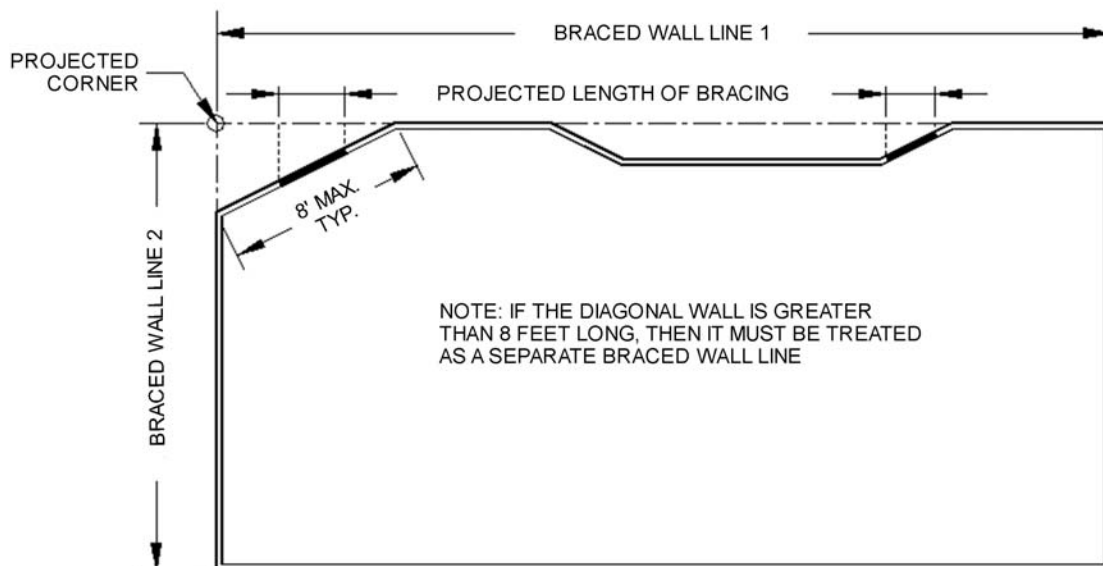 BRACED WALL LINE 1
PROJECTED
CORNER
PROJECTED LENGTH OF BRACING
8' MAX.
TYP.
BRACED WALL LINE 2
NOTE: IF THE DIAGONAL WALL IS GREATER
THAN 8 FEET LONG, THEN IT MUST BE TREATED
AS A SEPARATE BRACED WALL LINE